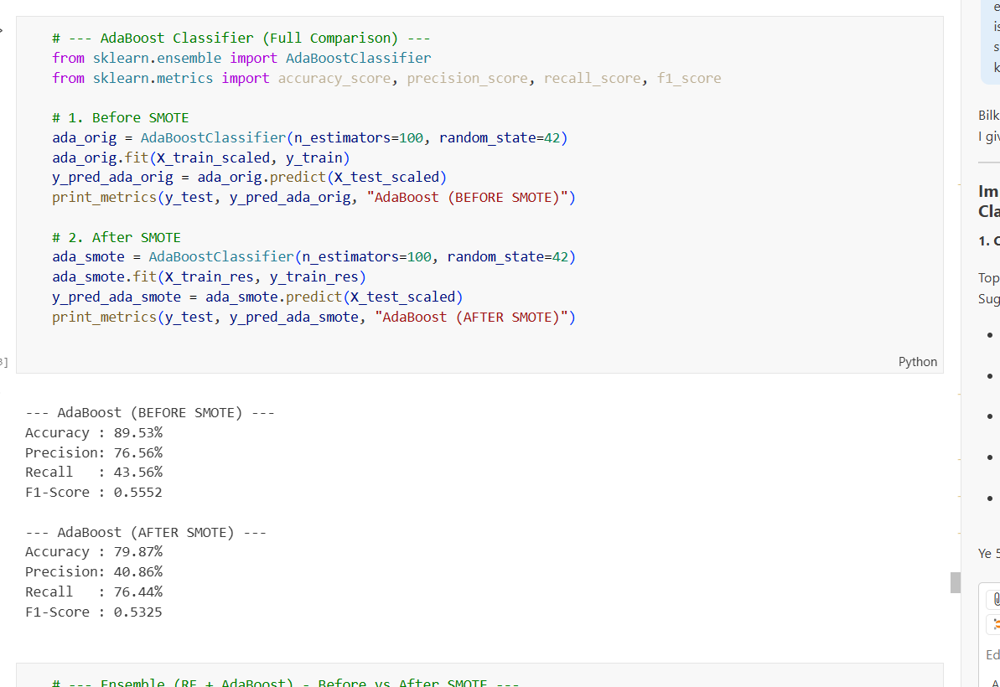 # --- AdaBoost Classifier (Full Comparison) ---
from sklearn.ensemble import AdaBoostClassifier
from sklearn.metrics import accuracy_score, precision_score, recall_score, f1_score
# 1. Before SMOTE
ada_orig = AdaBoostClassifier(n_estimators=100, random_state=42)
ada_orig.fit(X_train_scaled, y_train)
y_pred_ada_orig = ada_orig.predict(X_test_scaled)
print_metrics(y_test, y_pred_ada_orig, "AdaBoost (BEFORE SMOTE)")
# 2. After SMOTE
ada_smote = AdaBoostClassifier(n_estimators=100, random_state=42)
ada_smote.fit(X_train_res, y_train_res)
y_pred_ada_smote = ada_smote.predict(X_test_scaled)
print_metrics(y_test, y_pred_ada_smote, "AdaBoost (AFTER SMOTE)")
Python
--- AdaBoost (BEFORE SMOTE) ---
Accuracy : 89.53%
Precision: 76.56%
Recall   : 43.56%
F1-Score : 0.5552
--- AdaBoost (AFTER SMOTE) ---
Accuracy : 79.87%
Precision: 40.86%
Recall   : 76.44%
F1-Score : 0.5325
# --- Ensemble (RF + AdaBoost) - Before vs After SMOTE ---
Bilk
I giv
Im
Cla
1. C
Top
Sug
Ye 5
Ed